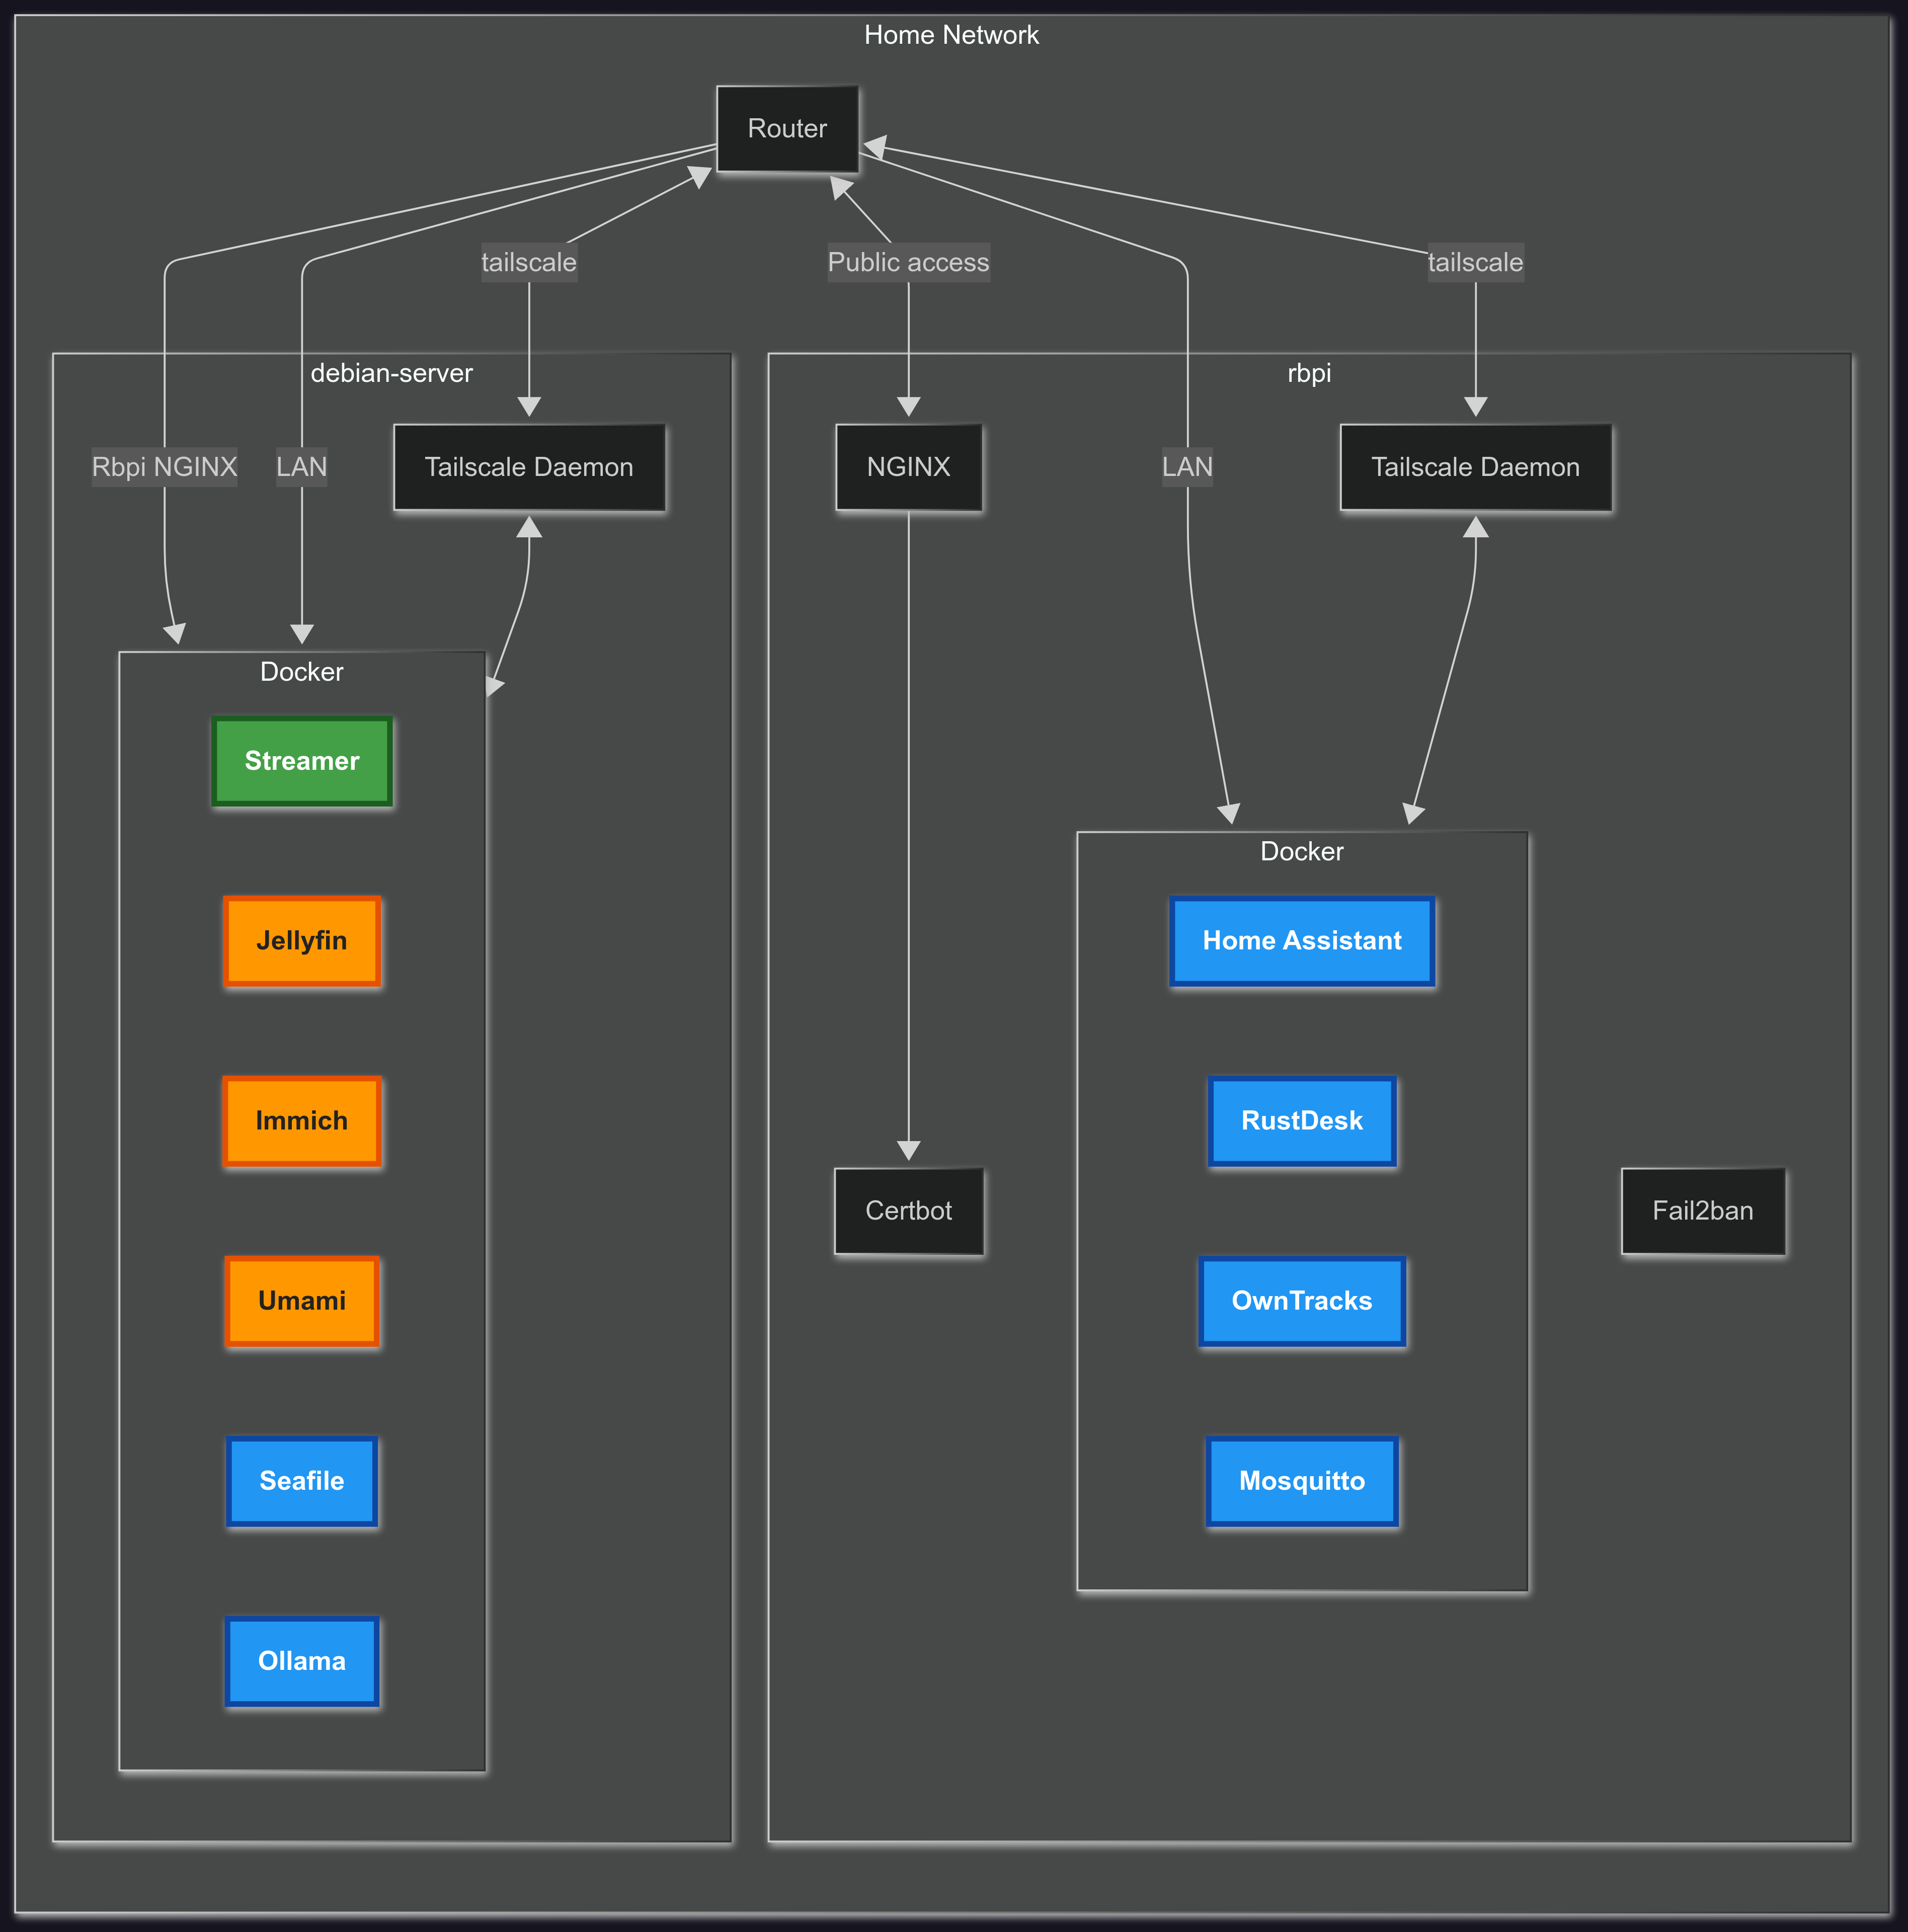 Home Network
Router
tailscale
Public access
tailscale
debian-server
rbpi
Rbpi NGINX
LAN
Tailscale Daemon
NGINX
LAN
Tailscale Daemon
Docker
Streamer
Jellyfin
Immich
Umami
Seafile
Ollama
Docker
Home Assistant
RustDesk
OwnTracks
Mosquitto
Certbot
Fail2ban